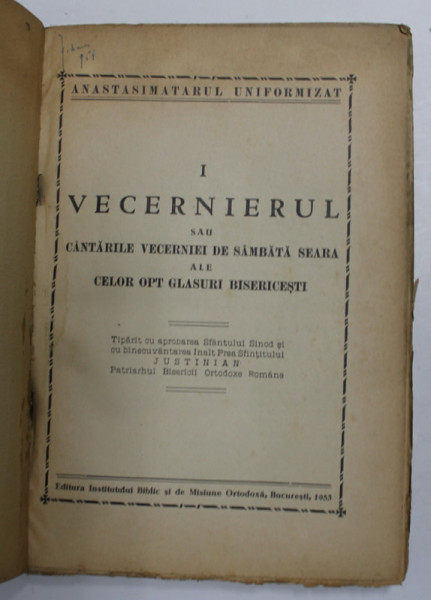 ANASTASIMATARUL UNIFORMIZAT
I
VECERNIERUL
SAU
CÂNTĂRILE VECERNIEI DE SÂMBĂTĂ SEARA
ALE
CELOR OPT GLASURI BISERICEȘTI
Tipărit cu aprobarea Sfântului Sinod și
cu binecuvântarea Inalt Prea Sfințitului
JUSTINIAN
Patriarhul Bisericii Ortodoxe Române
Editura Institutului Biblic și de Misiune Ortodoxă, București, 1953